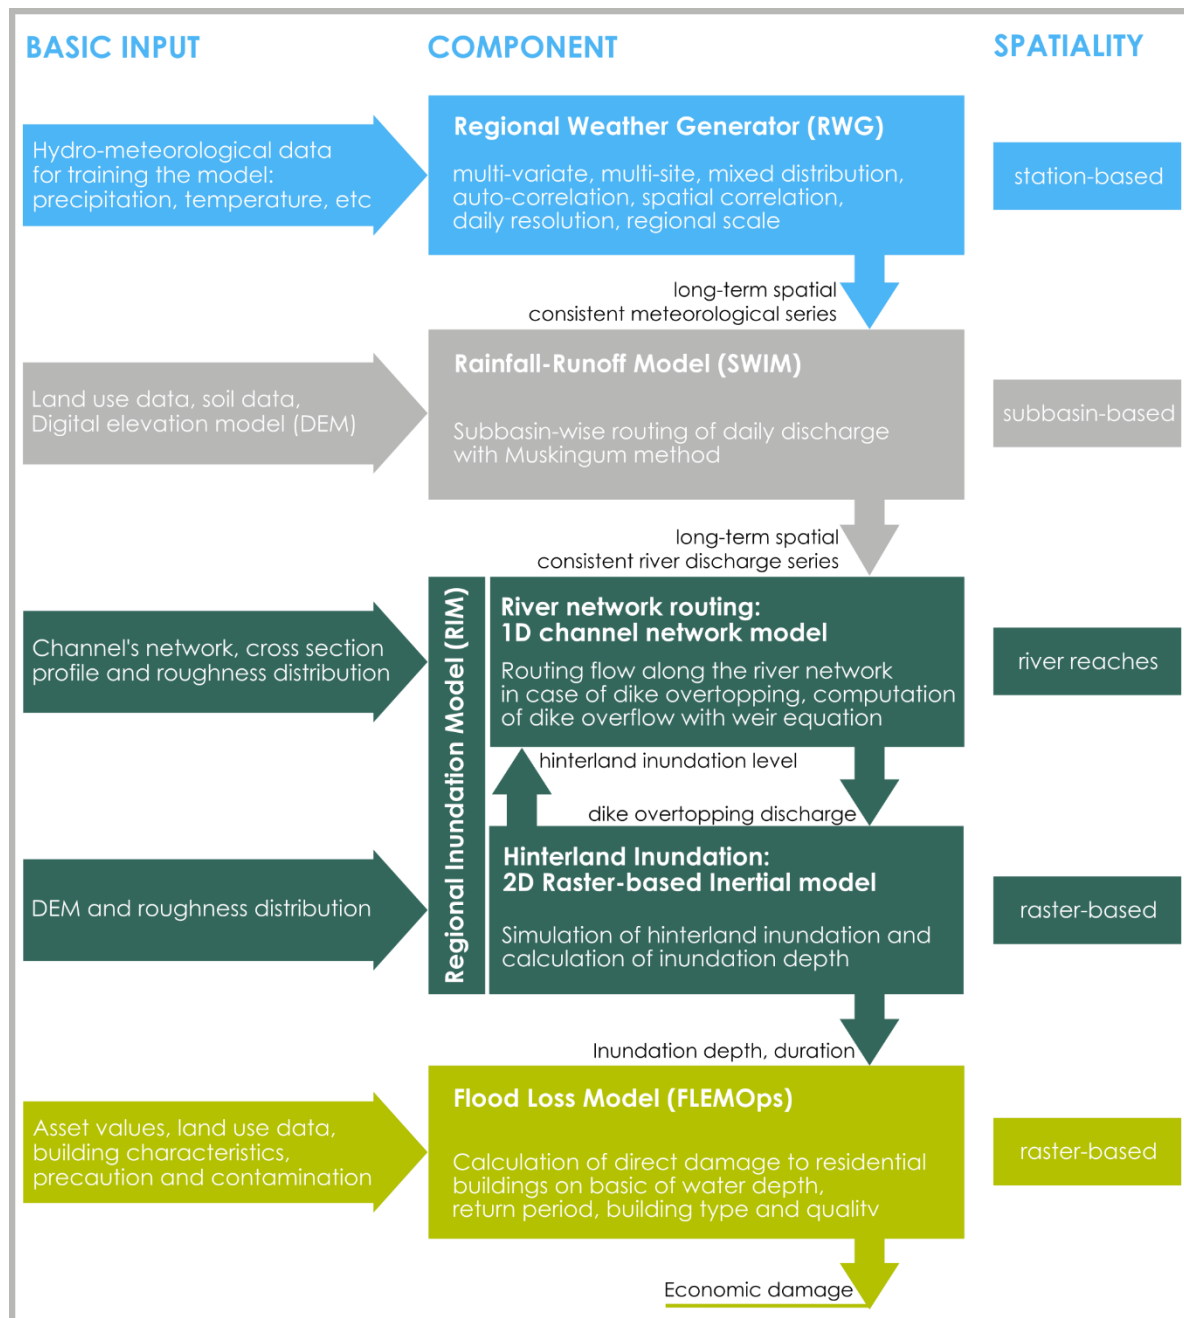 BASIC INPUT
COMPONENT
SPATIALITY
Hydro-meteorological data
for training the model:
precipitation, temperature, etc
Regional Weather Generator (RWG)
multi-variate, multi-site, mixed distribution,
auto-correlation, spatial correlation,
daily resolution, regional scale
station-based
long-term spatial
consistent meteorological series
Land use data, soil data,
Digital elevation model (DEM)
Rainfall-Runoff Model (SWIM)
Subbasin-wise routing of daily discharge
with Muskingum method
subbasin-based
long-term spatial
consistent river discharge series
Regional Inundation Model (RIM)
Channel's network, cross section
profile and roughness distribution
River network routing:
1D channel network model
Routing flow along the river network
in case of dike overtopping, computation
of dike overflow with weir equation
river reaches
hinterland inundation level
dike overtopping discharge
DEM and roughness distribution
Hinterland Inundation:
2D Raster-based Inertial model
Simulation of hinterland inundation and
calculation of inundation depth
raster-based
Inundation depth, duration
Asset values, land use data,
building characteristics,
precaution and contamination
Flood Loss Model (FLEMOps)
Calculation of direct damage to residential
buildings on basic of water depth,
return period, building type and quality
raster-based
Economic damage